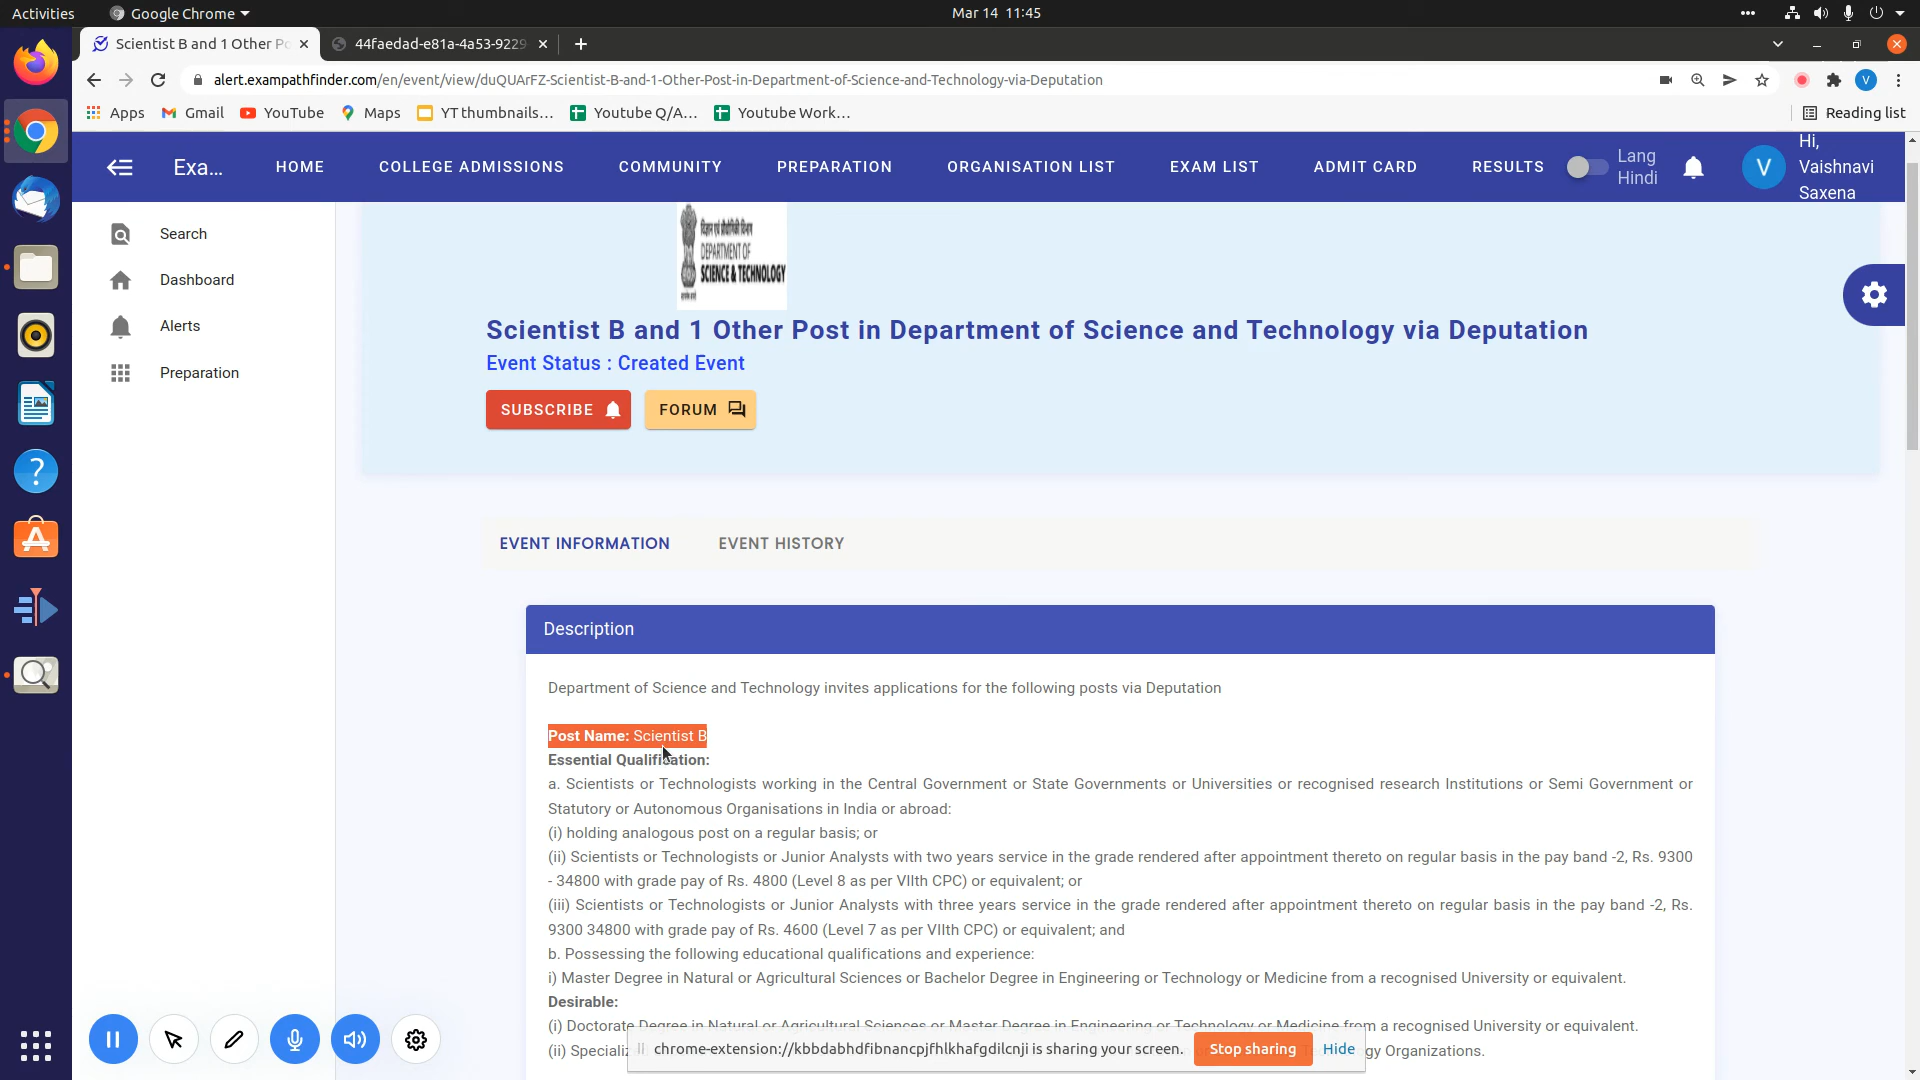 Activities
Google Chrome
Mar 14 11:45
Scientist B and 1 Other Po
44faedad-e81a-4a53-9229
alert.exampathfinder.com/en/event/view/duQUArFZ-Scientist-B-and-1-Other-Post-in-Department-of-Science-and-Technology-via-Deputation
V
Apps
Gmail
YouTube
Maps
YT thumbnails...
Youtube Q/A...
Youtube Work...
Reading list
Exa...
HOME
COLLEGE ADMISSIONS
COMMUNITY
PREPARATION
ORGANISATION LIST
EXAM LIST
ADMIT CARD
RESULTS
Lang
Hindi
V
Hi,
Vaishnavi
Saxena
Search
Dashboard
Alerts
Preparation
विज्ञान एवं प्रौद्योगिकी विभाग
DEPARTMENT OF
SCIENCE & TECHNOLOGY
Scientist B and 1 Other Post in Department of Science and Technology via Deputation
Event Status : Created Event
SUBSCRIBE
FORUM
EVENT INFORMATION
EVENT HISTORY
Description
Department of Science and Technology invites applications for the following posts via Deputation
Post Name: Scientist B
Essential Qualification:
a. Scientists or Technologists working in the Central Government or State Governments or Universities or recognised research Institutions or Semi Government or
Statutory or Autonomous Organisations in India or abroad:
(i) holding analogous post on a regular basis; or
(ii) Scientists or Technologists or Junior Analysts with two years service in the grade rendered after appointment thereto on regular basis in the pay band -2, Rs. 9300
- 34800 with grade pay of Rs. 4800 (Level 8 as per VIIth CPC) or equivalent; or
(iii) Scientists or Technologists or Junior Analysts with three years service in the grade rendered after appointment thereto on regular basis in the pay band -2, Rs.
9300 34800 with grade pay of Rs. 4600 (Level 7 as per VIIth CPC) or equivalent; and
b. Possessing the following educational qualifications and experience:
i) Master Degree in Natural or Agricultural Sciences or Bachelor Degree in Engineering or Technology or Medicine from a recognised University or equivalent.
Desirable:
(i) Doctorate Degree in Natural or Agricultural Sciences or Master Degree in Engineering or Technology or Medicine from a recognised University or equivalent.
(ii) Speciali
gy Organizations.
chrome-extension://kbbdabhdfibnancpjfhlkhafgdilcnji is sharing your screen.
Stop sharing
Hide